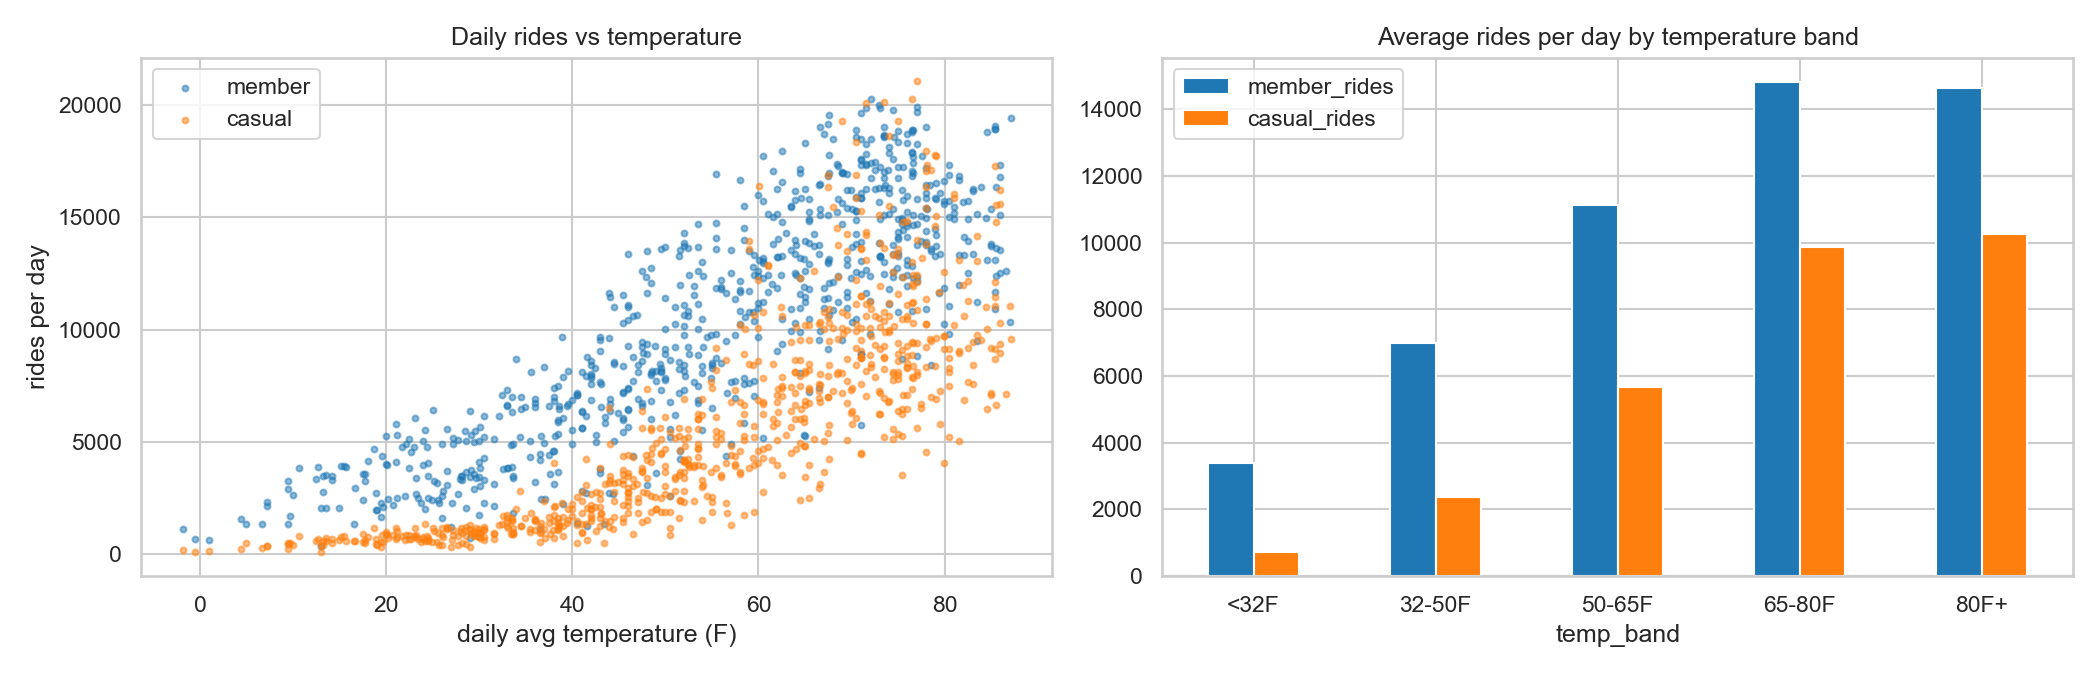 Daily rides vs temperature
member
casual
20000
15000
10000
5000
0
rides per day
0 20 40 60 80
daily avg temperature (F)
Average rides per day by temperature band
member_rides
casual_rides
14000
12000
10000
8000
6000
4000
2000
0
<32F 32-50F 50-65F 65-80F 80F+
temp_band